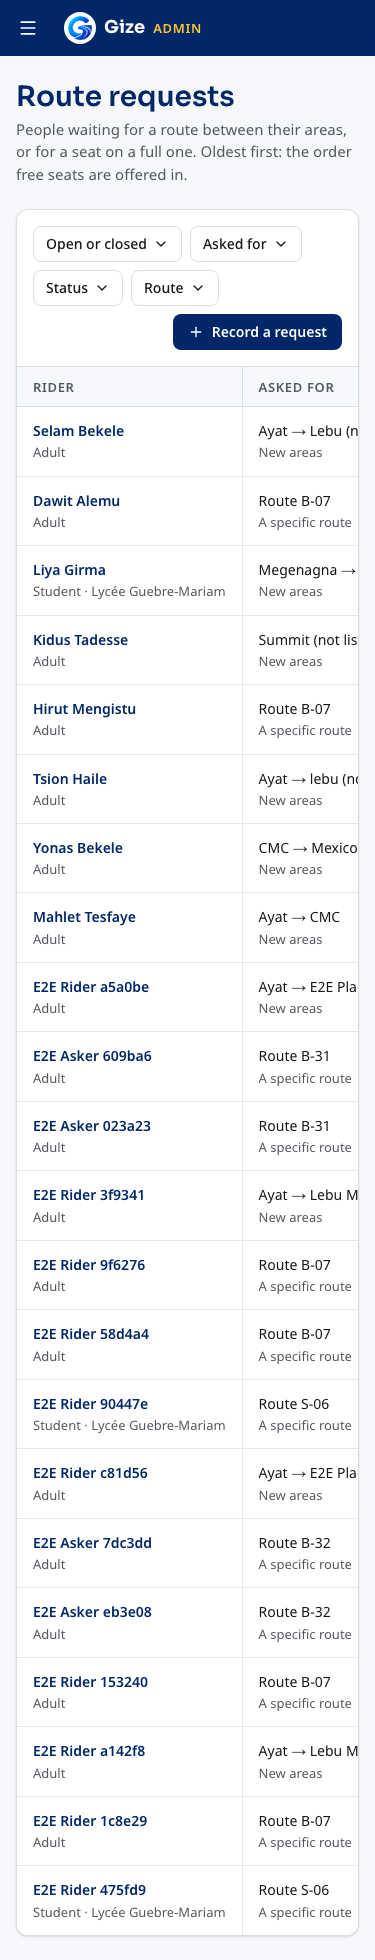 Gize ADMIN
Route requests
People waiting for a route between their areas,
or for a seat on a full one. Oldest first: the order
free seats are offered in.
Open or closed
Asked for
Status
Route
+ Record a request
RIDER ASKED FOR
Selam Bekele Ayat → Lebu (n
Adult New areas
Dawit Alemu Route B-07
Adult A specific route
Liya Girma Megenagna →
Student · Lycée Guebre-Mariam New areas
Kidus Tadesse Summit (not lis
Adult New areas
Hirut Mengistu Route B-07
Adult A specific route
Tsion Haile Ayat → lebu (no
Adult New areas
Yonas Bekele CMC → Mexico
Adult New areas
Mahlet Tesfaye Ayat → CMC
Adult New areas
E2E Rider a5a0be Ayat → E2E Pla
Adult New areas
E2E Asker 609ba6 Route B-31
Adult A specific route
E2E Asker 023a23 Route B-31
Adult A specific route
E2E Rider 3f9341 Ayat → Lebu M
Adult New areas
E2E Rider 9f6276 Route B-07
Adult A specific route
E2E Rider 58d4a4 Route B-07
Adult A specific route
E2E Rider 90447e Route S-06
Student · Lycée Guebre-Mariam A specific route
E2E Rider c81d56 Ayat → E2E Pla
Adult New areas
E2E Asker 7dc3dd Route B-32
Adult A specific route
E2E Asker eb3e08 Route B-32
Adult A specific route
E2E Rider 153240 Route B-07
Adult A specific route
E2E Rider a142f8 Ayat → Lebu M
Adult New areas
E2E Rider 1c8e29 Route B-07
Adult A specific route
E2E Rider 475fd9 Route S-06
Student · Lycée Guebre-Mariam A specific route